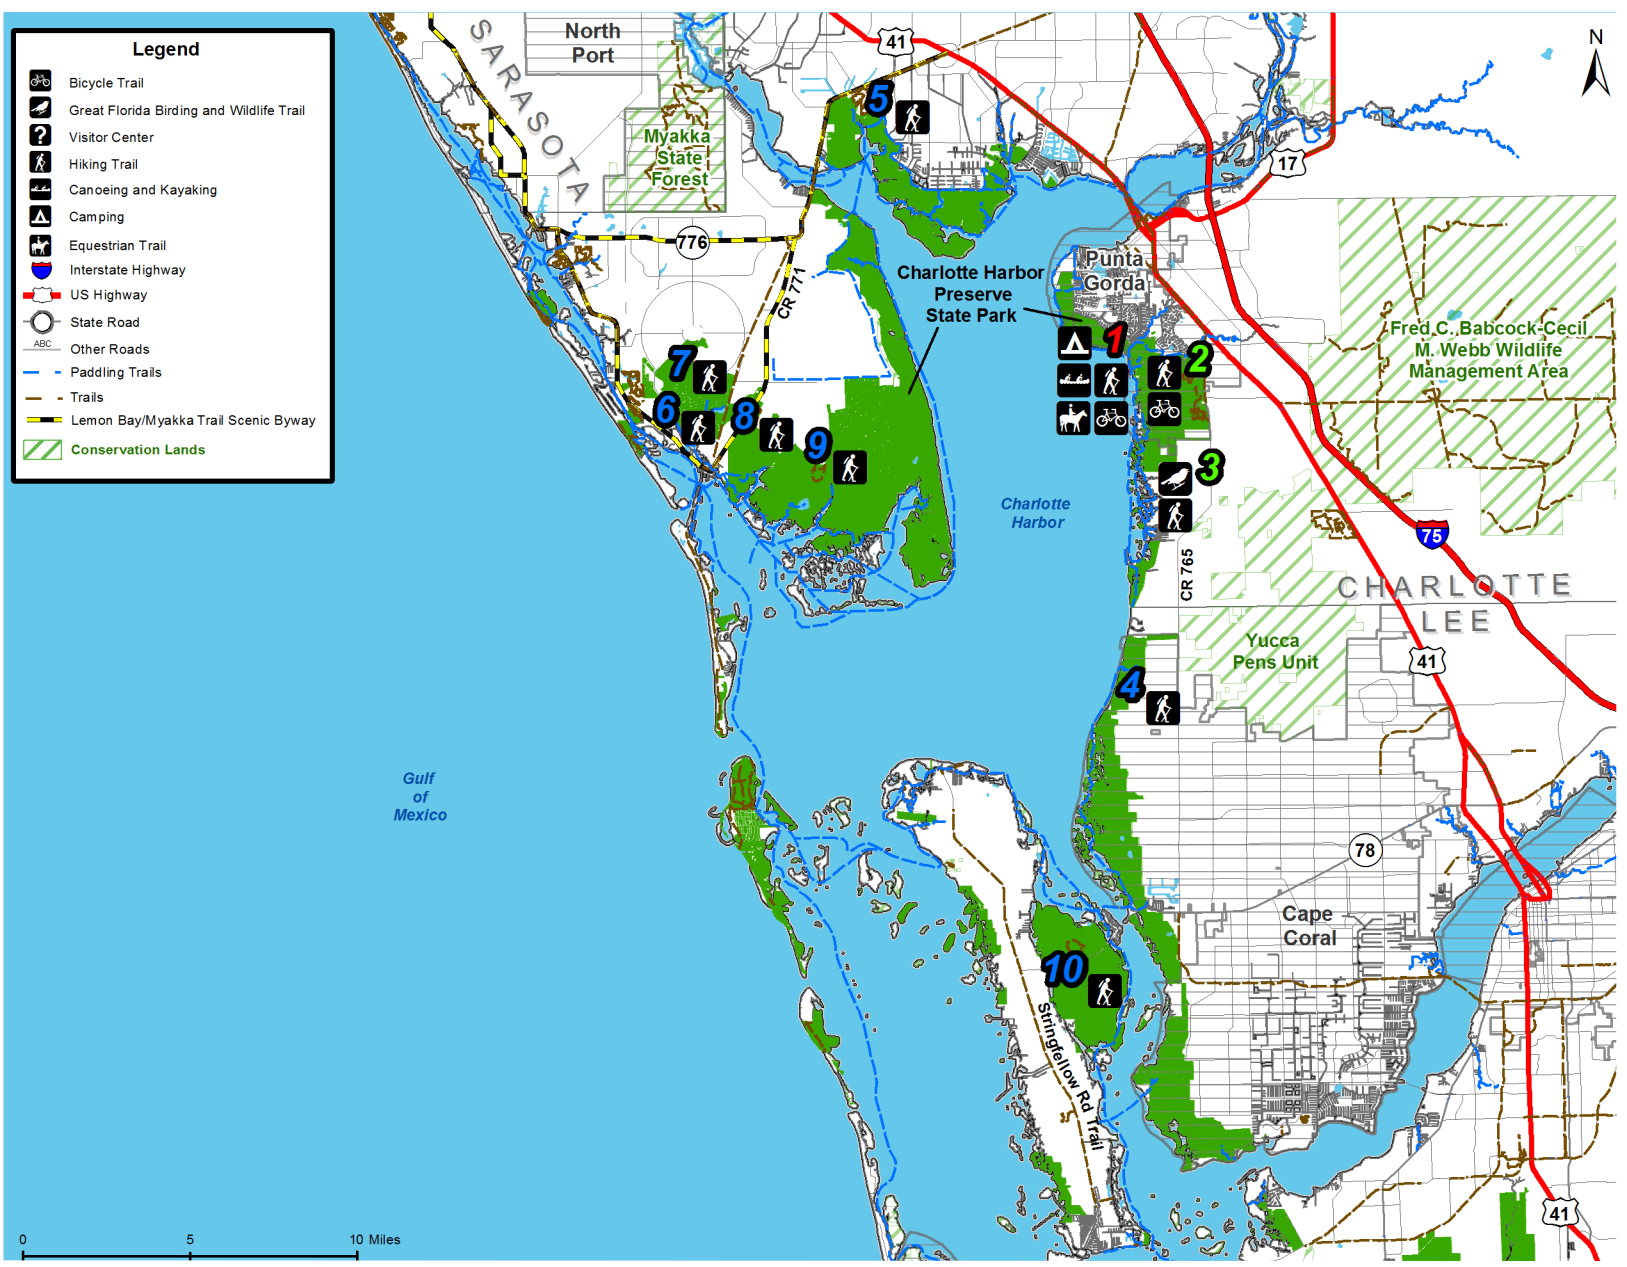 Legend
Bicycle Trail
Great Florida Birding and Wildlife Trail
?
Visitor Center
Hiking Trail
Canoeing and Kayaking
Camping
Equestrian Trail
Interstate Highway
US Highway
State Road
ABC
Other Roads
Paddling Trails
Trails
Lemon Bay/Myakka Trail Scenic Byway
Conservation Lands
SARASOTA
North
Port
41
N
5
17
Myakka
State
Forest
776
CR 771
Charlotte Harbor
Preserve
State Park
Punta
Gorda
1
2
3
Fred C. Babcock-Cecil
M. Webb Wildlife
Management Area
7
6
8
9
Charlotte
Harbor
75
CR 765
CHARLOTTE
LEE
Yucca
Pens Unit
41
4
Gulf
of
Mexico
78
Cape
Coral
10
Stringfellow Rd Trail
41
0 5 10 Miles